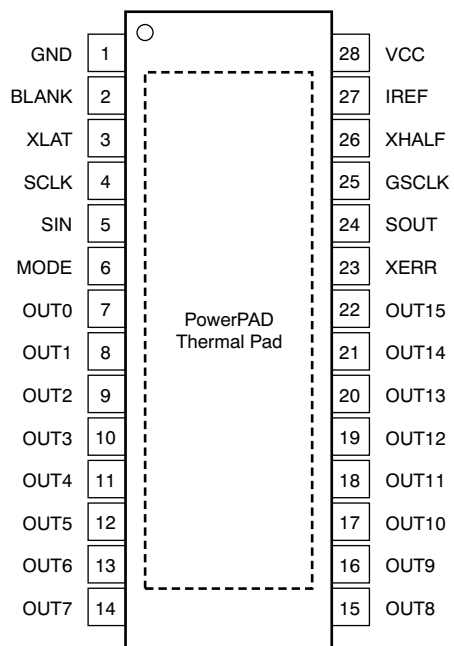 GND 1 28 VCC
BLANK 2 27 IREF
XLAT 3 26 XHALF
SCLK 4 25 GSCLK
SIN 5 24 SOUT
MODE 6 23 XERR
OUT0 7 22 OUT15
PowerPAD
Thermal Pad
OUT1 8 21 OUT14
OUT2 9 20 OUT13
OUT3 10 19 OUT12
OUT4 11 18 OUT11
OUT5 12 17 OUT10
OUT6 13 16 OUT9
OUT7 14 15 OUT8